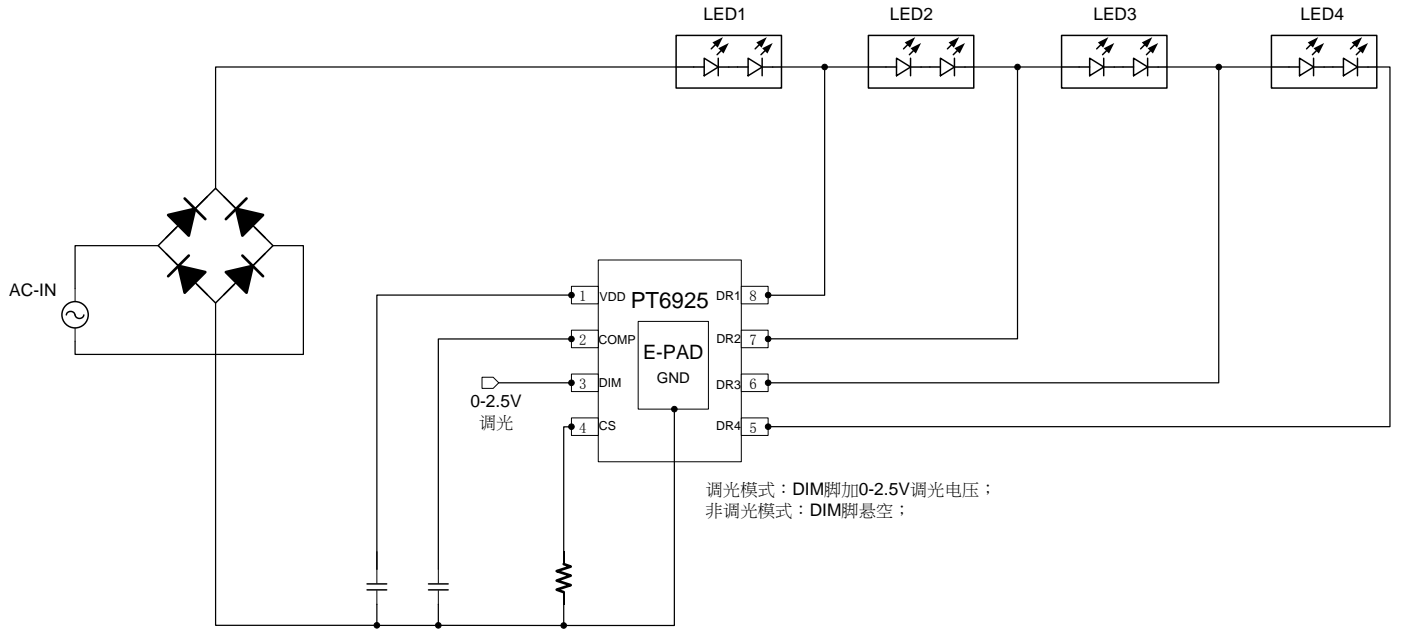 LED1
LED2
LED3
LED4
AC-IN
PT6925
1 VDD
DR1 8
2 COMP
DR2 7
E-PAD
GND
3 DIM
DR3 6
0-2.5V
调光
4 CS
DR4 5
调光模式：DIM脚加0-2.5V调光电压；
非调光模式：DIM脚悬空；